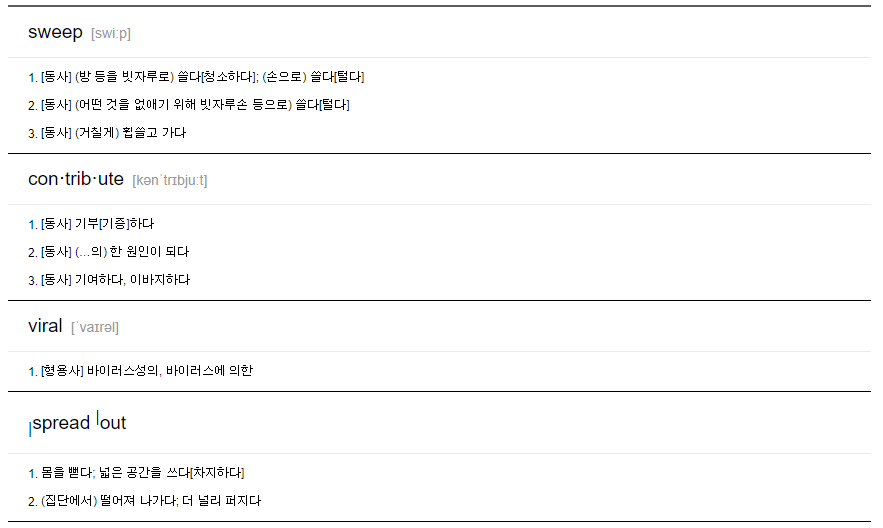 sweep [swiːp]
1. [동사] (방 등을 빗자루로) 쓸다[청소하다]; (손으로) 쓸다[털다]
2. [동사] (어떤 것을 없애기 위해 빗자루손 등으로) 쓸다[털다]
3. [동사] (거칠게) 휩쓸고 가다
con·trib·ute [kənˈtrɪbjuːt]
1. [동사] 기부[기증]하다
2. [동사] (…의) 한 원인이 되다
3. [동사] 기여하다, 이바지하다
viral [ˈvaɪrəl]
1. [형용사] 바이러스성의, 바이러스에 의한
ˌspread ˈout
1. 몸을 뻗다; 넓은 공간을 쓰다[차지하다]
2. (집단에서) 떨어져 나가다; 더 널리 퍼지다